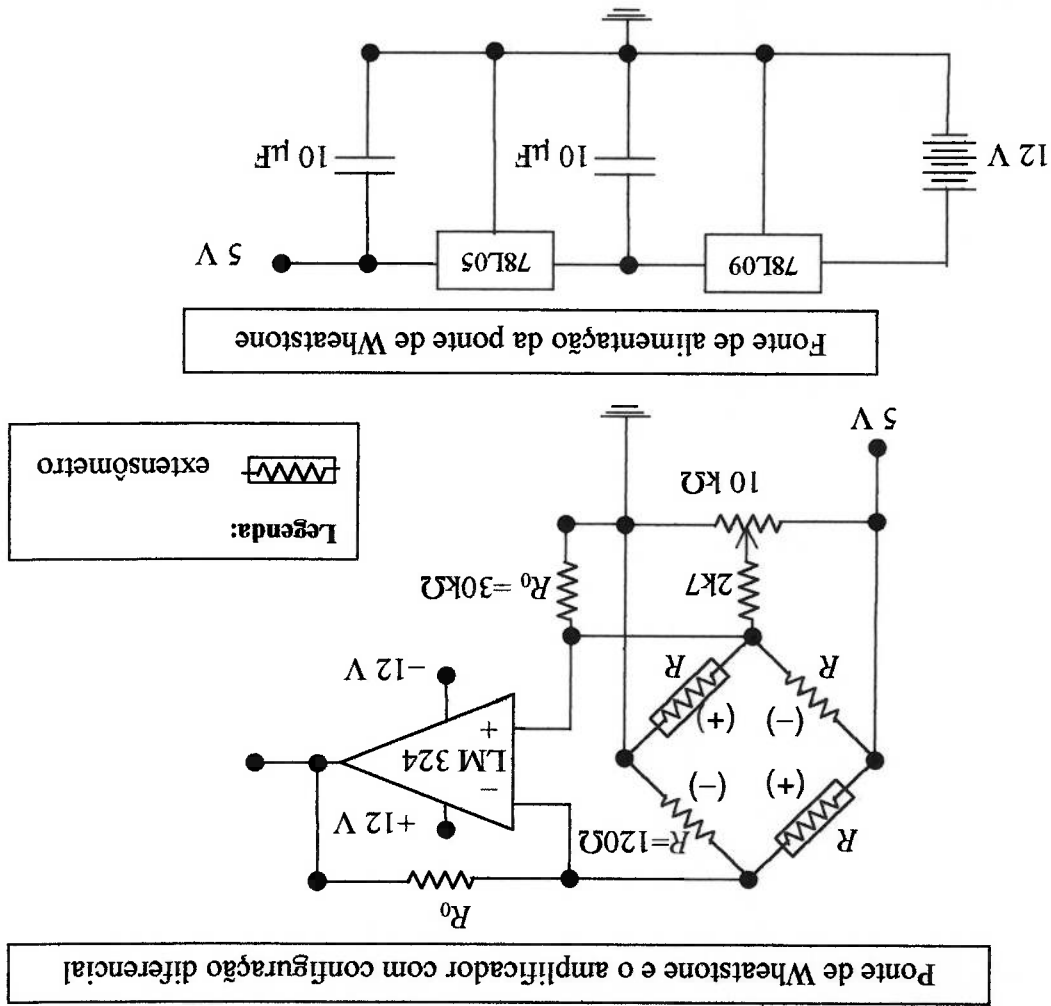 Ponte de Wheatstone e o amplificador com configuração diferencial
R₀
R
R=120Ω
+12 V
(+)
(−)
−
LM 324
(−)
(+)
+
R
R
−12 V
2k7
R₀=30kΩ
10 kΩ
5 V
Legenda:
extensômetro
Fonte de alimentação da ponte de Wheatstone
78L09
78L05
5 V
12 V
10 µF
10 µF